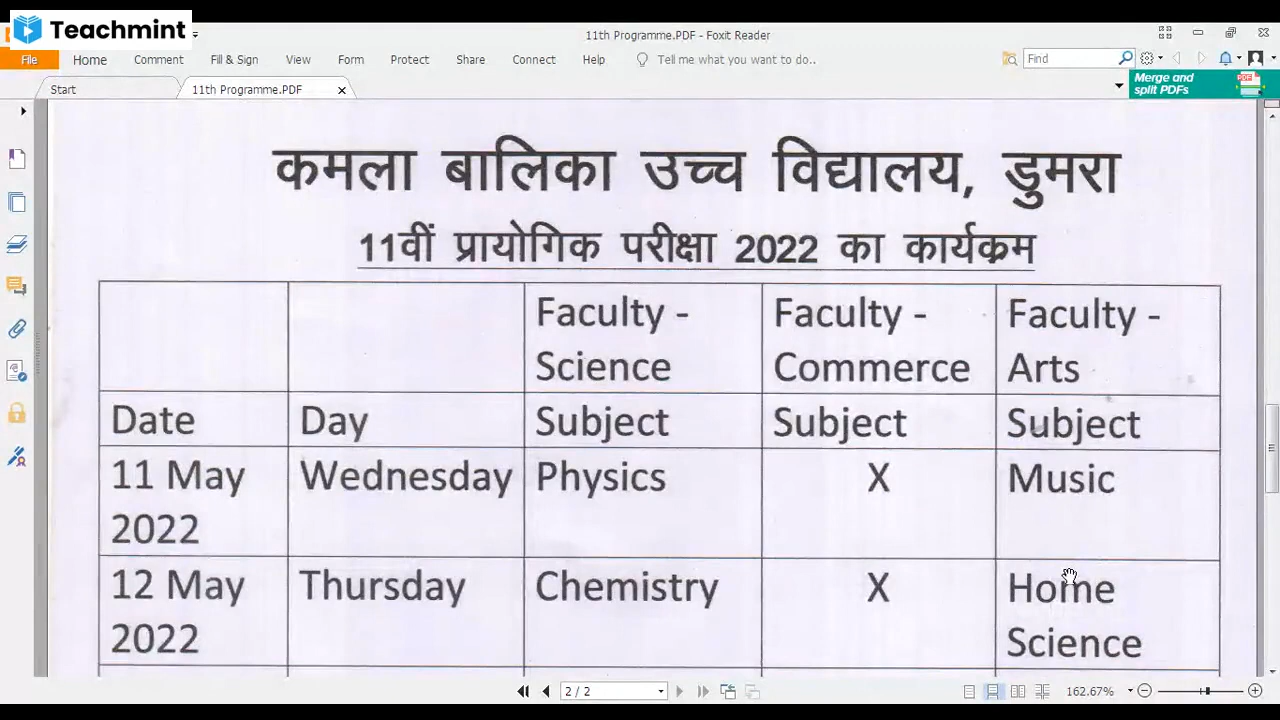 Teachmint
11th Programme.PDF - Foxit Reader
File Home Comment Fill & Sign View Form Protect Share Connect Help Tell me what you want to do.. Find
Start 11th Programme.PDF
Merge and
split PDFs
कमला बालिका उच्च विद्यालय, डुमरा
11वीं प्रायोगिक परीक्षा 2022 का कार्यक्रम
Faculty - Faculty - Faculty -
Science Commerce Arts
Date Day Subject Subject Subject
11 May Wednesday Physics X Music
2022
12 May Thursday Chemistry X Home
2022 Science
2 / 2 162.67%